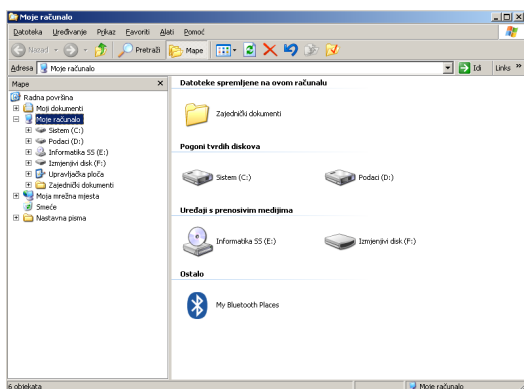 Moje računalo
Datoteka Uređivanje Prikaz Favoriti Alati Pomoć
Nazad Pretraži Mape
Adresa Moje računalo Idi Links »
Mape
Radna površina
Moji dokumenti
Moje računalo
Sistem (C:)
Podaci (D:)
Informatika SS (E:)
Izmjenjivi disk (F:)
Upravljačka ploča
Zajednički dokumenti
Moja mrežna mjesta
Smeće
Nastavna pisma
Datoteke spremljene na ovom računalu
Zajednički dokumenti
Pogoni tvrdih diskova
Sistem (C:) Podaci (D:)
Uređaji s prenosivim medijima
Informatika SS (E:) Izmjenjivi disk (F:)
Ostalo
My Bluetooth Places
6 objekata Moje računalo